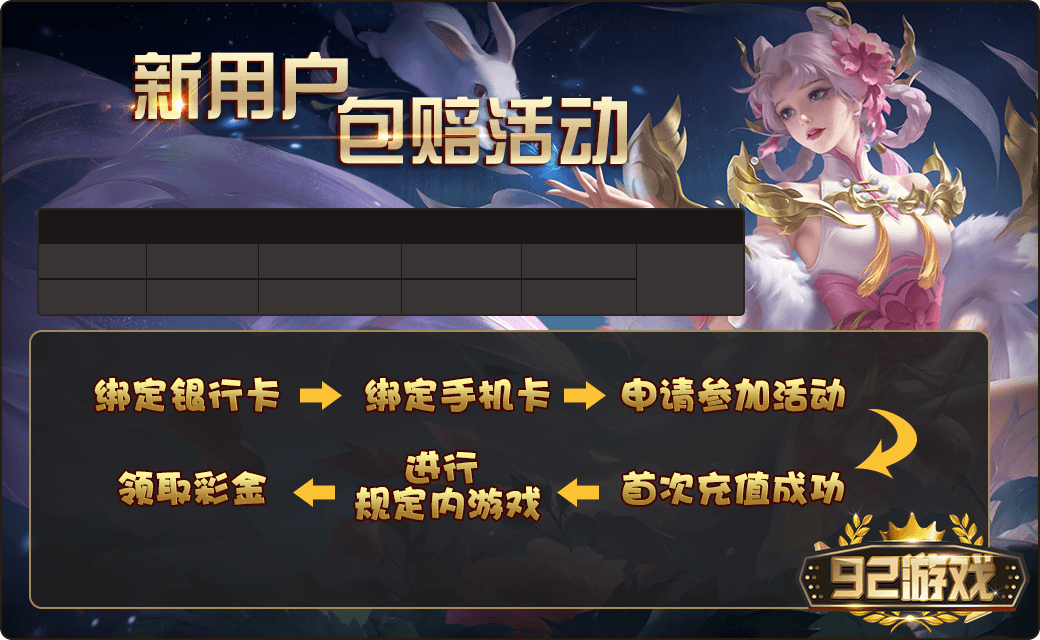 新用户
包赔活动
绑定银行卡
绑定手机卡
申请参加活动
首次充值成功
进行
规定内游戏
领取彩金
92游戏